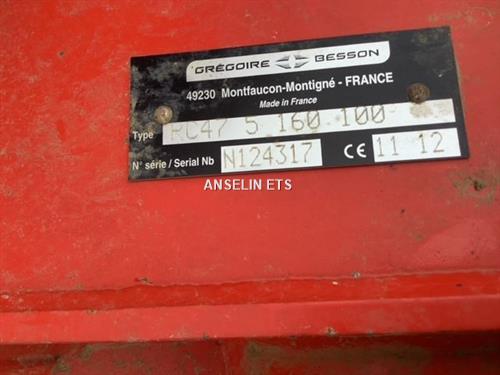 GRÉGOIRE BESSON
49230 Montfaucon-Montigné - FRANCE
Made in France
Type RC47 5 160 100
N° série / Serial Nb N124317 CE 11 12
ANSELIN ETS